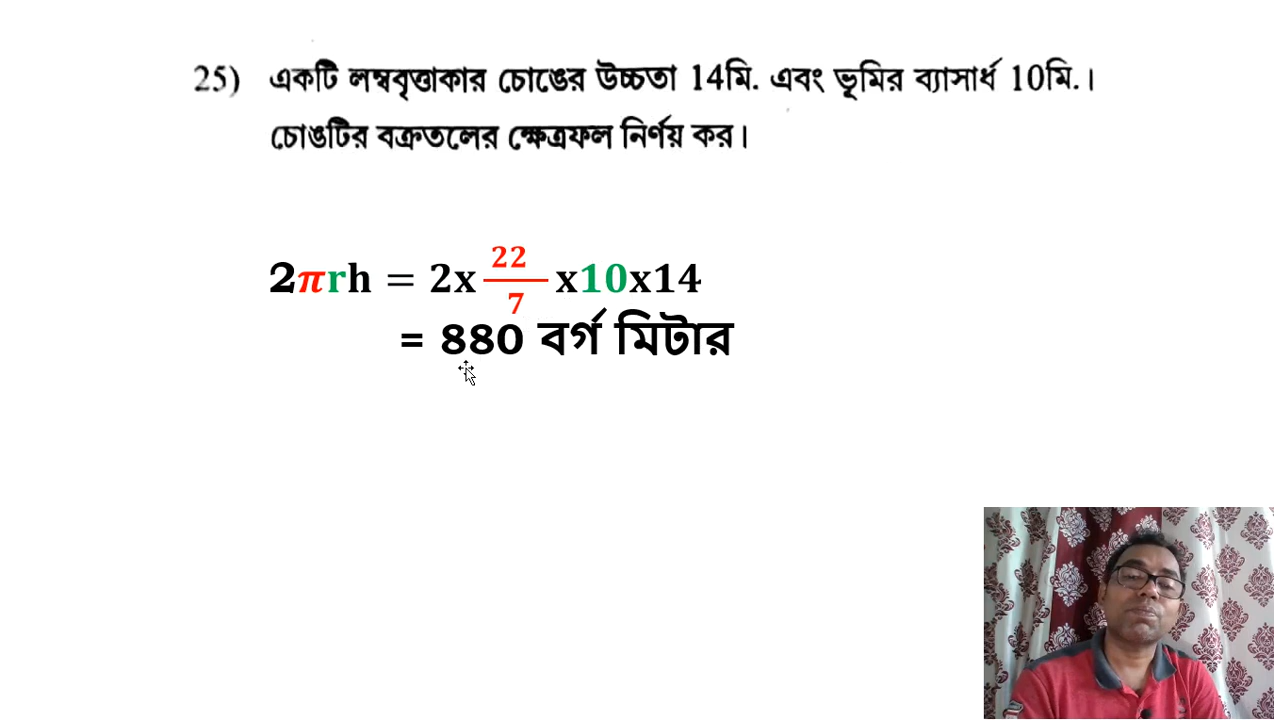 25) একটি লম্ববৃত্তাকার চোঙের উচ্চতা 14মি. এবং ভূমির ব্যাসার্ধ 10মি.।
চোঙটির বক্রতলের ক্ষেত্রফল নির্ণয় কর।
2πrh = 2x 22/7 x10x14
= 880 বর্গ মিটার